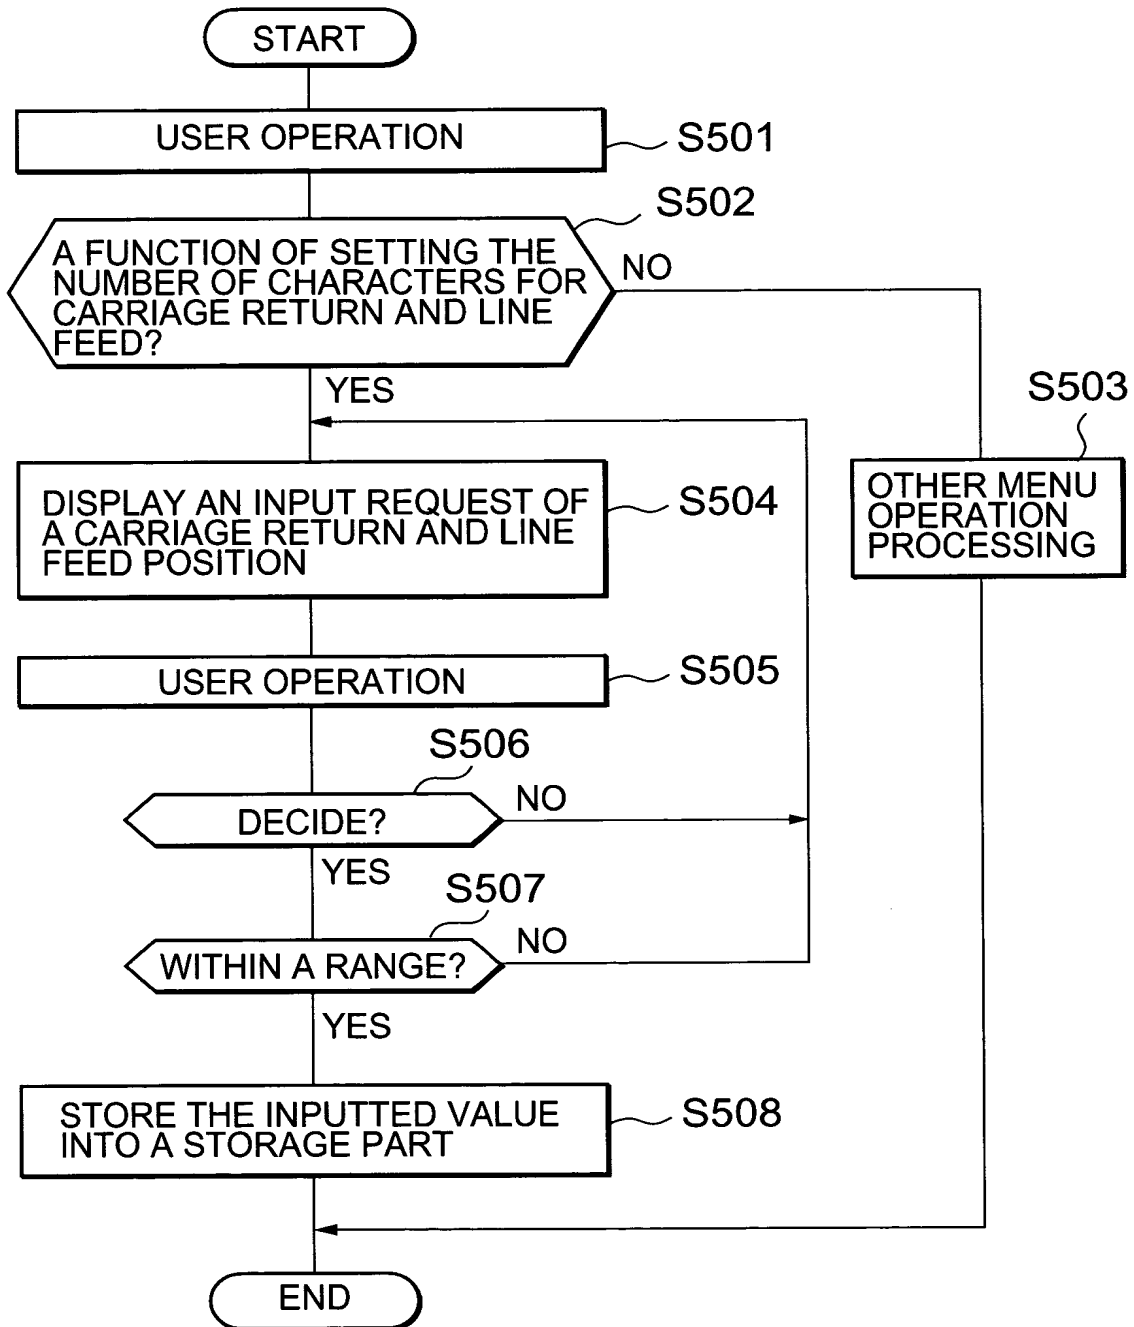 START
USER OPERATION
S501
S502
A FUNCTION OF SETTING THE
NUMBER OF CHARACTERS FOR
CARRIAGE RETURN AND LINE
FEED?
NO
YES
S503
OTHER MENU
OPERATION
PROCESSING
DISPLAY AN INPUT REQUEST OF
A CARRIAGE RETURN AND LINE
FEED POSITION
S504
USER OPERATION
S505
S506
DECIDE?
NO
YES
S507
WITHIN A RANGE?
NO
YES
STORE THE INPUTTED VALUE
INTO A STORAGE PART
S508
END